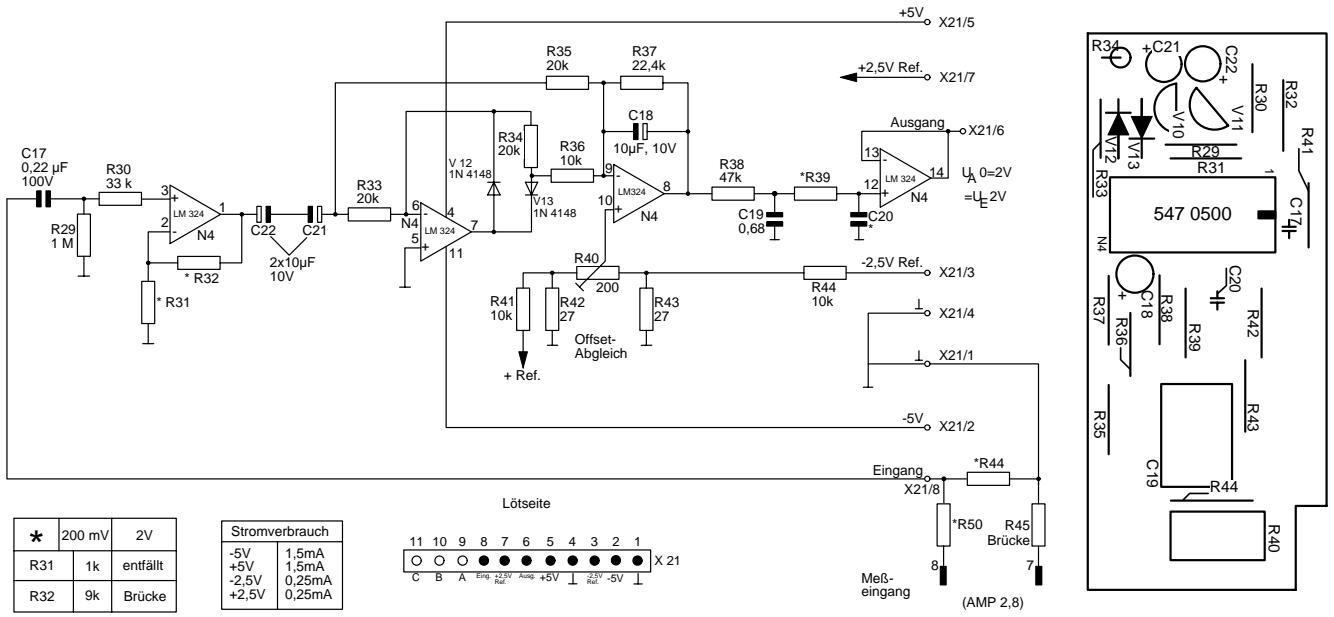 +5V
X21/5
R35
20k
R37
22,4k
+2,5V Ref.
X21/7
C18
10µF, 10V
Ausgang
X21/6
R34
20k
R36
10k
V 12
1N 4148
V13
1N 4148
C17
0,22 µF
100V
R30
33 k
R33
20k
R38
47k
*R39
13
12
14
LM 324
N4
U_A 0=2V
=U_E 2V
R29
1 M
3
2
1
+
-
LM 324
N4
C22
C21
2x10µF
10V
* R32
* R31
6
5
4
7
11
-
+
LM 324
N4
9
10
8
-
+
LM324
N4
C19
0,68
C20
*
-
+
R40
200
-2,5V Ref.
X21/3
R41
10k
R42
27
R43
27
R44
10k
Offset-
Abgleich
+ Ref.
X21/4
X21/1
-5V
X21/2
Eingang
X21/8
*R44
*R50
R45
Brücke
8
7
Meß-
eingang
(AMP 2,8)
Lötseite
11 10 9 8 7 6 5 4 3 2 1
X 21
C B A Eing. +2,5V Ref. Ausg. +5V ⊥ -2,5V Ref. -5V ⊥
* 200 mV 2V
R31 1k entfällt
R32 9k Brücke
Stromverbrauch
-5V 1,5mA
+5V 1,5mA
-2,5V 0,25mA
+2,5V 0,25mA
R34
+C21
C22
+
R30
R32
V10
V11
V12
V13
R29
R31
R41
R33
1
547 0500
N4
C17
C18
+
R37
R36
R38
R39
C20
R42
R35
R43
C19
R44
R40